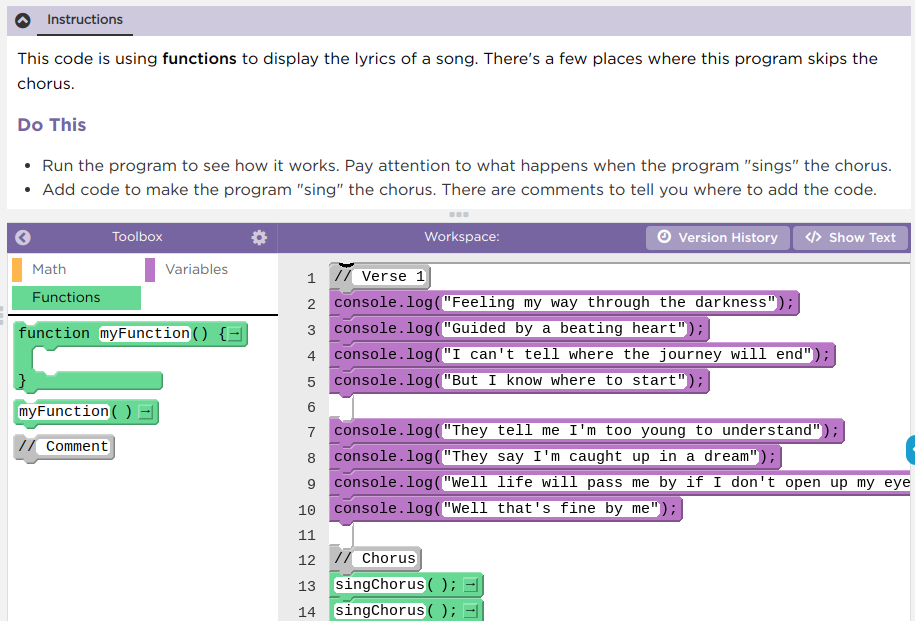 Instructions
This code is using functions to display the lyrics of a song. There's a few places where this program skips the
chorus.
Do This
Run the program to see how it works. Pay attention to what happens when the program "sings" the chorus.
Add code to make the program "sing" the chorus. There are comments to tell you where to add the code.
Toolbox
Workspace:
Version History
</> Show Text
Math
Variables
Functions
function myFunction() {
}
myFunction( )
// Comment
1 // Verse 1
2 console.log("Feeling my way through the darkness");
3 console.log("Guided by a beating heart");
4 console.log("I can't tell where the journey will end");
5 console.log("But I know where to start");
6
7 console.log("They tell me I'm too young to understand");
8 console.log("They say I'm caught up in a dream");
9 console.log("Well life will pass me by if I don't open up my eye
10 console.log("Well that's fine by me");
11
12 // Chorus
13 singChorus( );
14 singChorus( );